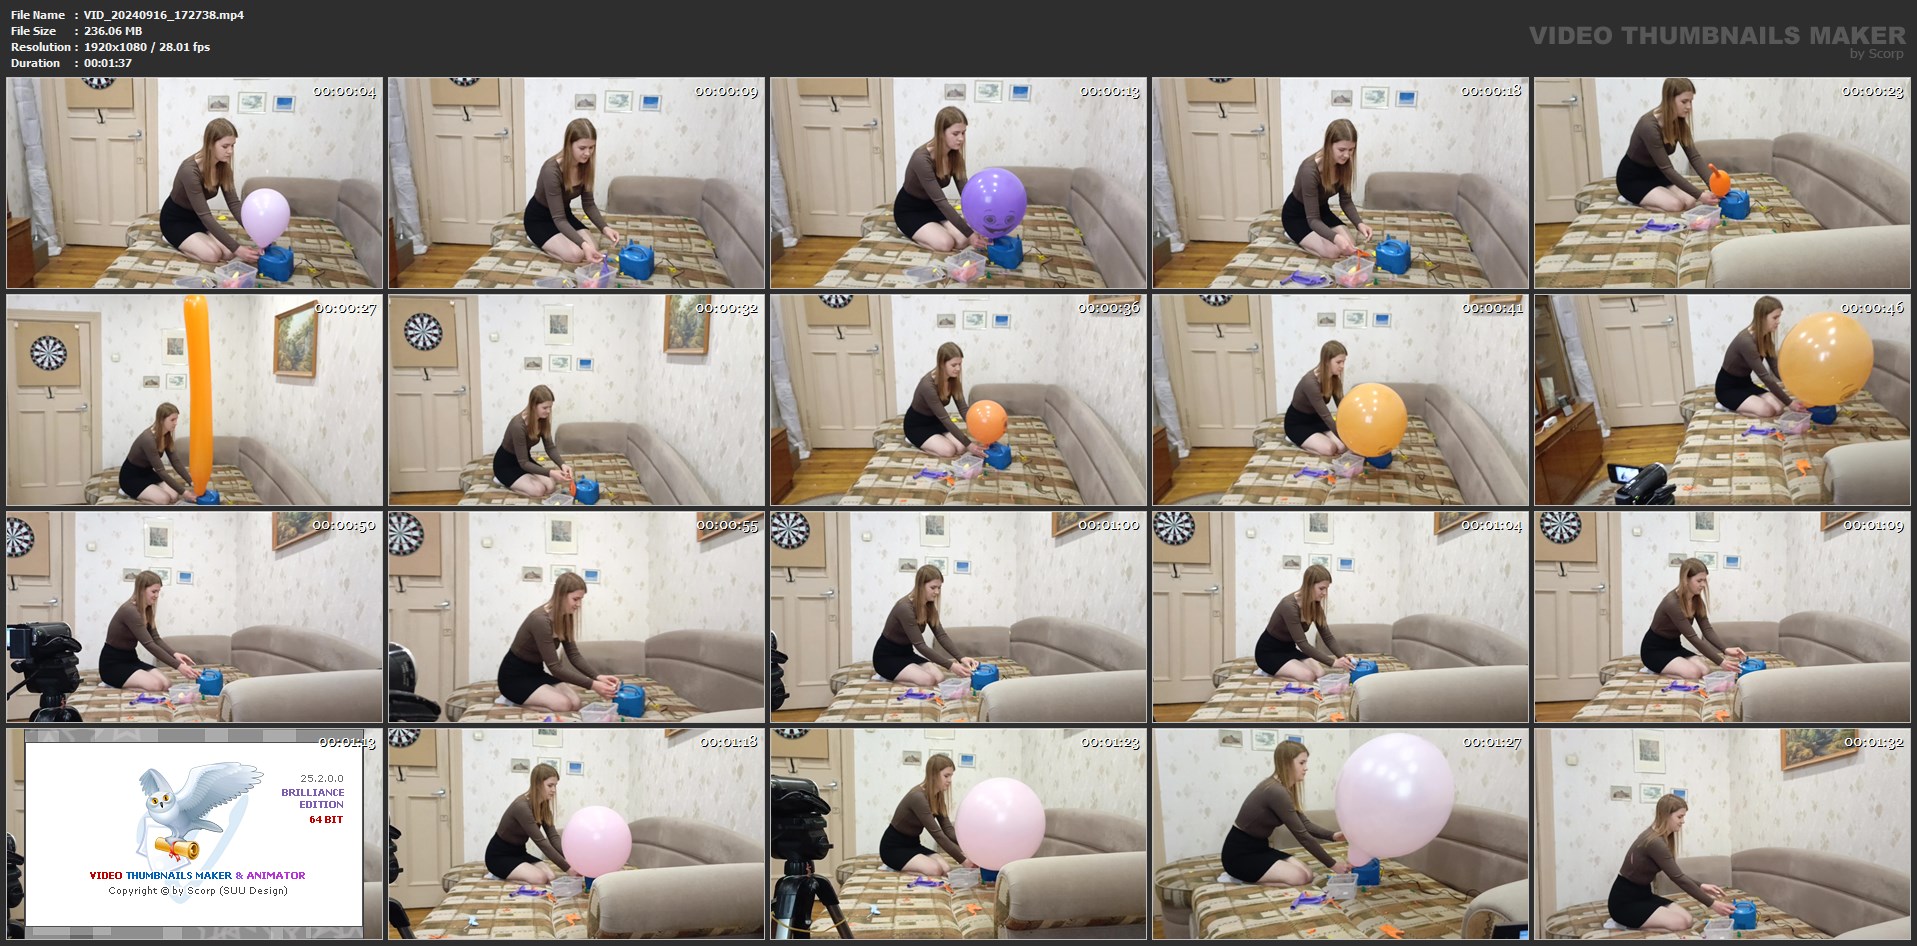 File Name : VID_20240916_172738.mp4
File Size : 236.06 MB
Resolution : 1920x1080 / 28.01 fps
Duration : 00:01:37
VIDEO THUMBNAILS MAKER
by Scorp
00:00:04
00:00:09
00:00:13
00:00:18
00:00:23
00:00:27
00:00:32
00:00:36
00:00:41
00:00:46
00:00:50
00:00:55
00:01:00
00:01:04
00:01:09
00:01:13
25.2.0.0
BRILLIANCE
EDITION
64 BIT
VIDEO THUMBNAILS MAKER & ANIMATOR
Copyright © by Scorp (SUU Design)
00:01:18
00:01:23
00:01:27
00:01:32